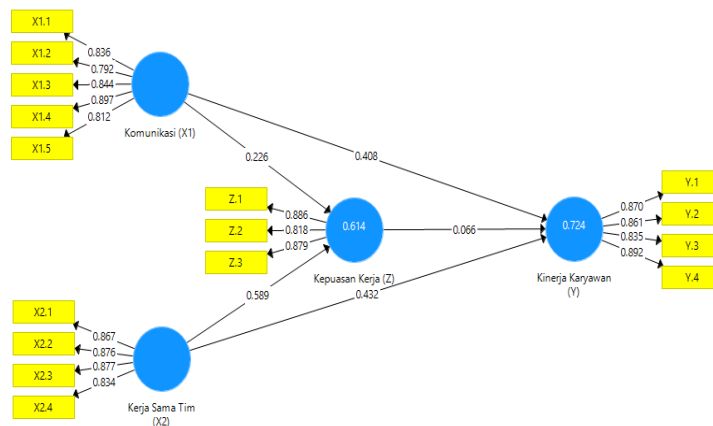 X1.1
X1.2
X1.3
X1.4
X1.5
0.836
0.792
0.844
0.897
0.812
Komunikasi (X1)
0.226
0.408
Z.1
Z.2
Z.3
0.886
0.818
0.879
0.614
Kepuasan Kerja (Z)
0.066
0.589
0.432
0.724
Kinerja Karyawan
(Y)
0.870
0.861
0.835
0.892
Y.1
Y.2
Y.3
Y.4
X2.1
X2.2
X2.3
X2.4
0.867
0.876
0.877
0.834
Kerja Sama Tim
(X2)